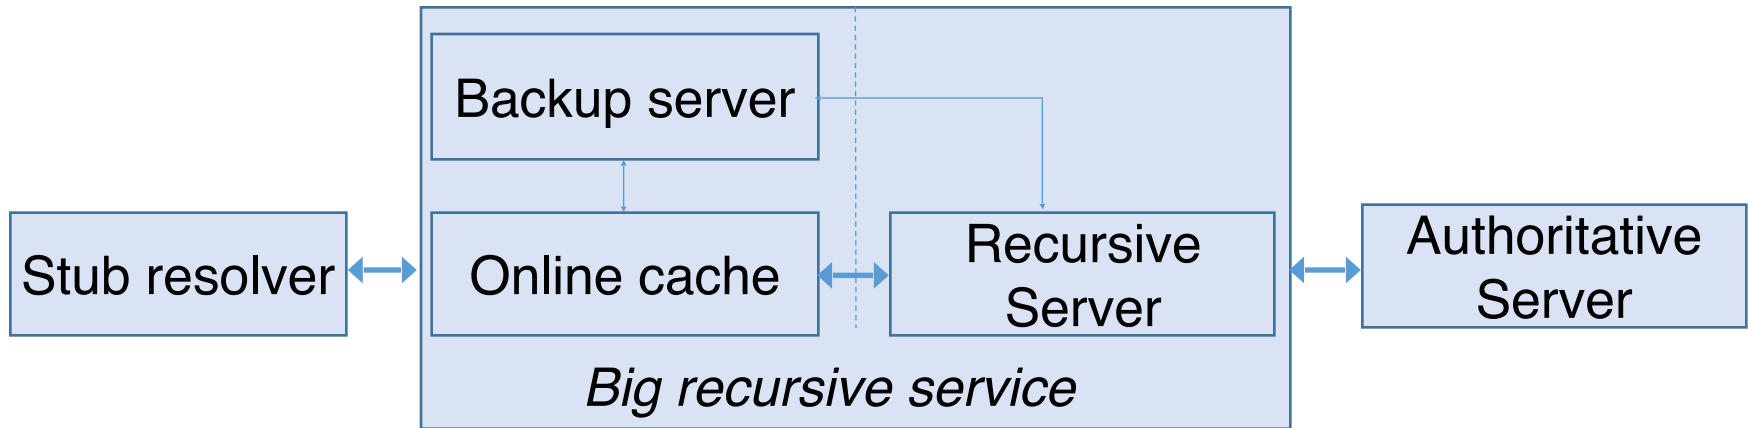 Backup server
Stub resolver
Online cache
Recursive
Server
Authoritative
Server
Big recursive service